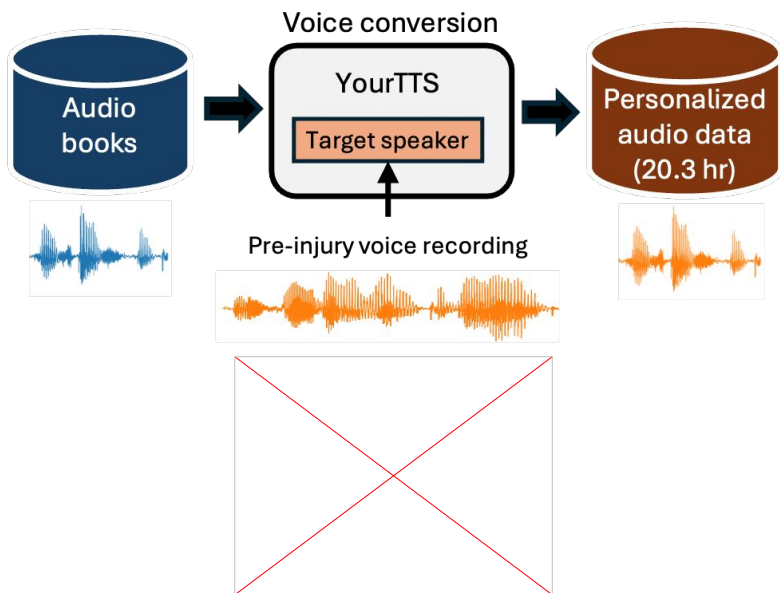 Voice conversion
Audio
books
YourTTS
Target speaker
Personalized
audio data
(20.3 hr)
Pre-injury voice recording